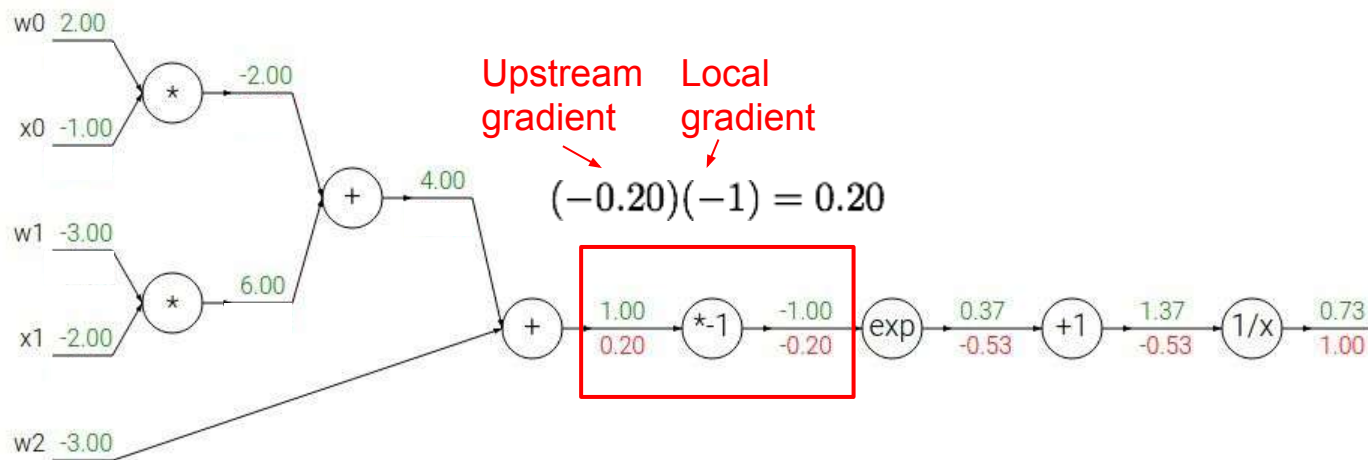 w0 2.00
-2.00
*
x0 -1.00
Upstream gradient
Local gradient
(−0.20)(−1) = 0.20
+
4.00
w1 -3.00
*
6.00
x1 -2.00
+
1.00
0.20
*-1
-1.00
-0.20
exp
0.37
-0.53
+1
1.37
-0.53
1/x
0.73
1.00
w2 -3.00